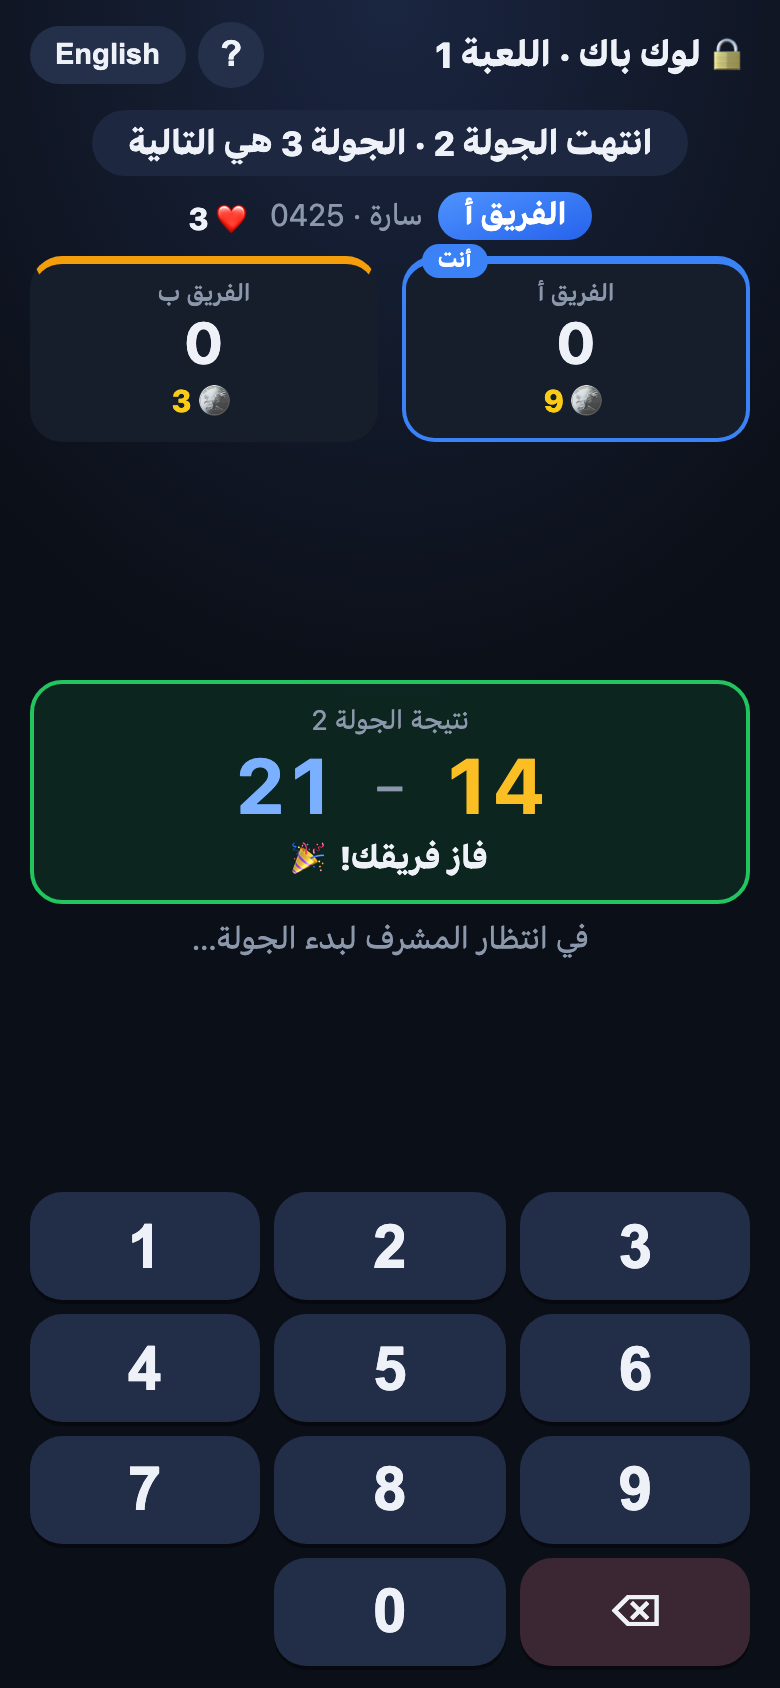 🔒 لوك باك · اللعبة 1
? English
انتهت الجولة 2 · الجولة 3 هي التالية
الفريق أ سارة · 0425 ❤️ 3
أنت
الفريق أ
0
9
الفريق ب
0
3
نتيجة الجولة 2
21 – 14
فاز فريقك! 🎉
في انتظار المشرف لبدء الجولة...
1 2 3
4 5 6
7 8 9
0 ⌫